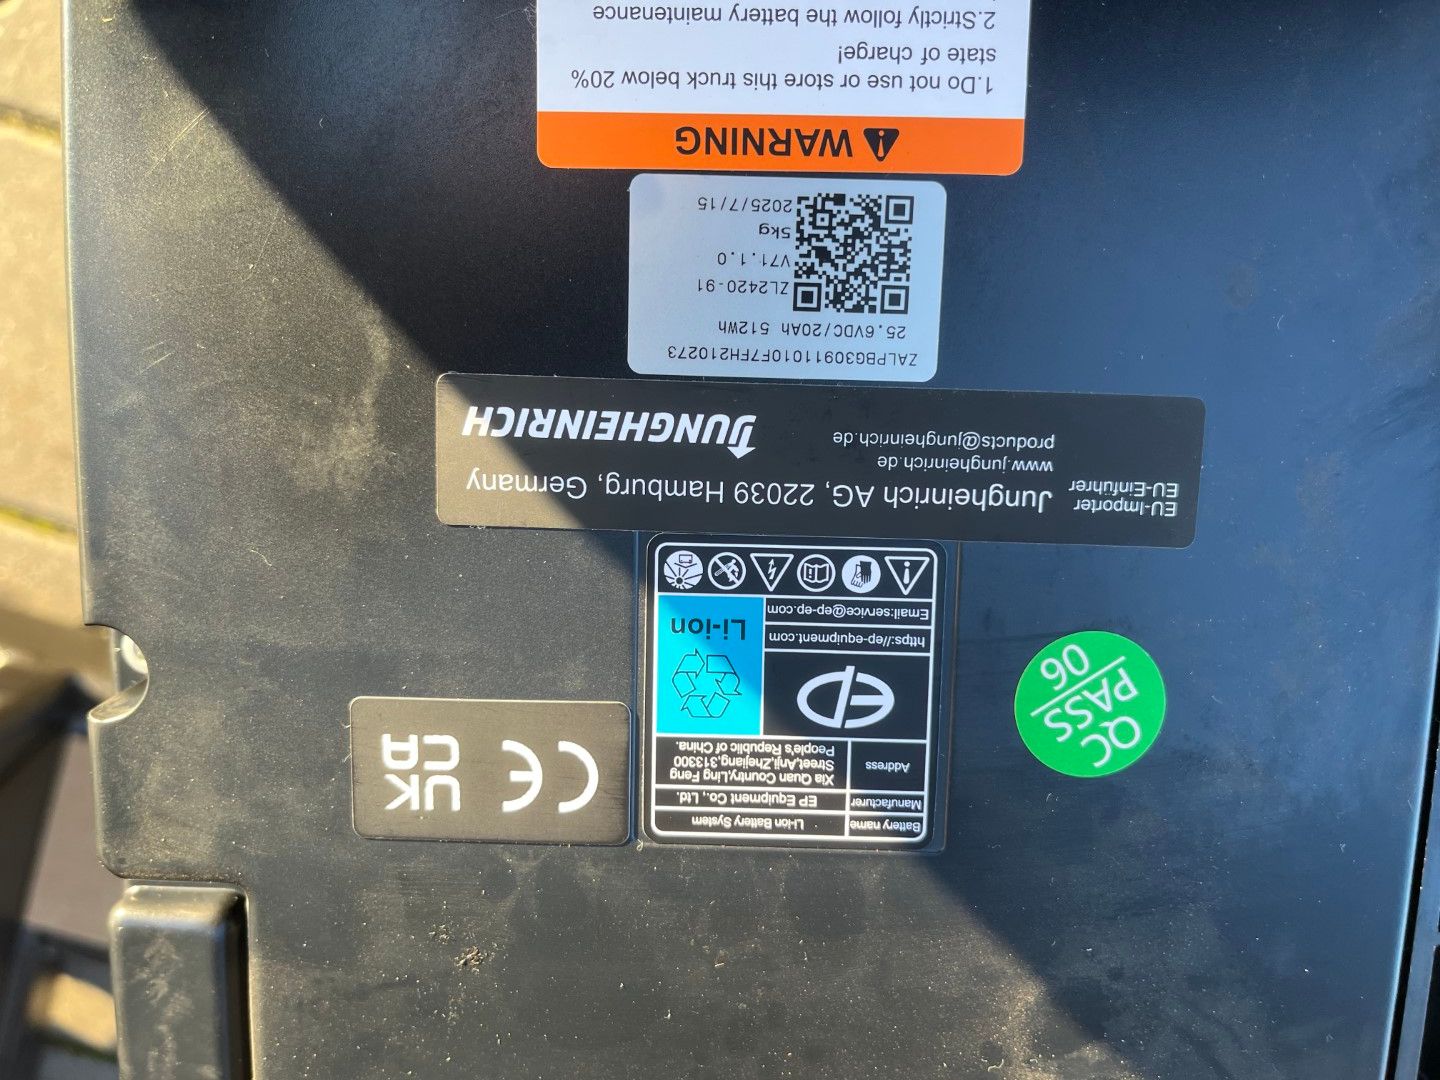 Battery name Li-ion Battery System
Manufacturer EP Equipment Co., Ltd.
Address Xia Quan Country,Ling Feng
Street,Anji,Zhejiang,313300
People's Republic of China.
EP
Li-ion
https://ep-equipment.com
Email:service@ep-ep.com
CE
UK
CA
QC
PASS
06
EU-Importer
EU-Einführer
Jungheinrich AG, 22039 Hamburg, Germany
www.jungheinrich.de
products@jungheinrich.de
JUNGHEINRICH
ZALPBG30911010F7FH210273
25.6VDC/20Ah 512Wh
ZL2420-91
V71.1.0
5kg
2025/7/15
WARNING
1.Do not use or store this truck below 20%
state of charge!
2.Strictly follow the battery maintenance